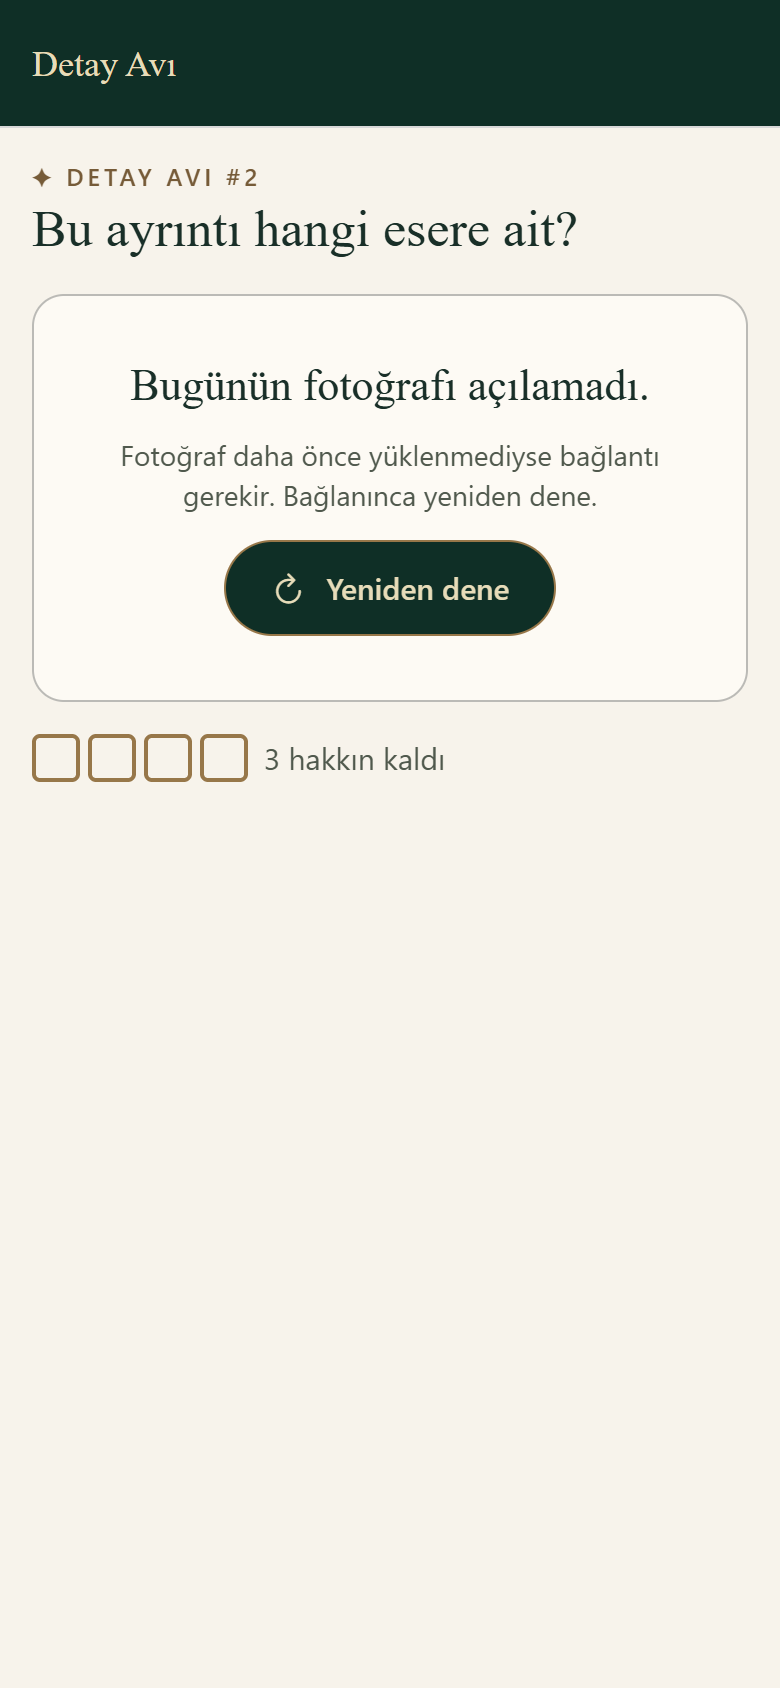 Detay Avı
DETAY AVI #2
Bu ayrıntı hangi esere ait?
Bugünün fotoğrafı açılamadı.
Fotoğraf daha önce yüklenmediyse bağlantı
gerekir. Bağlanınca yeniden dene.
Yeniden dene
3 hakkın kaldı